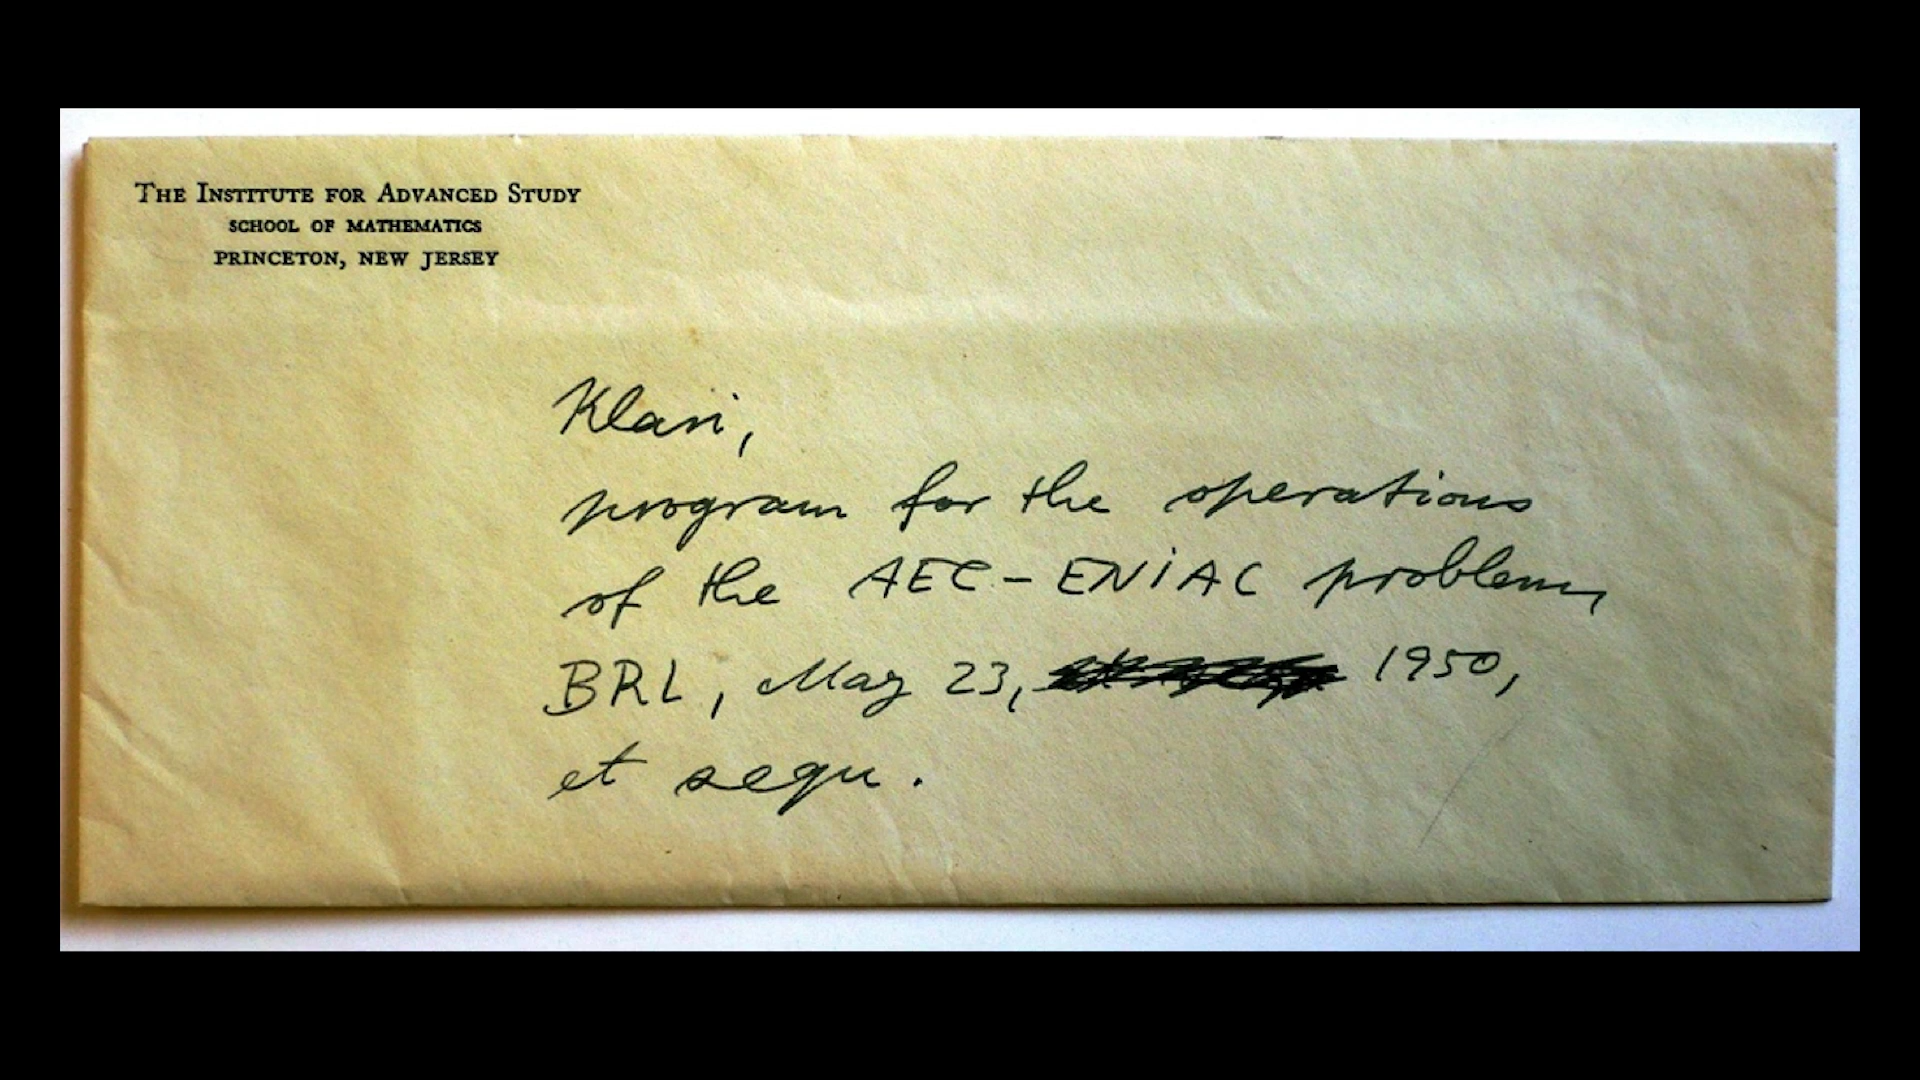 THE INSTITUTE FOR ADVANCED STUDY
SCHOOL OF MATHEMATICS
PRINCETON, NEW JERSEY
Klari,
program for the operations
of the AEC – ENIAC problem,
BRL, May 23, 1950,
et sequ.